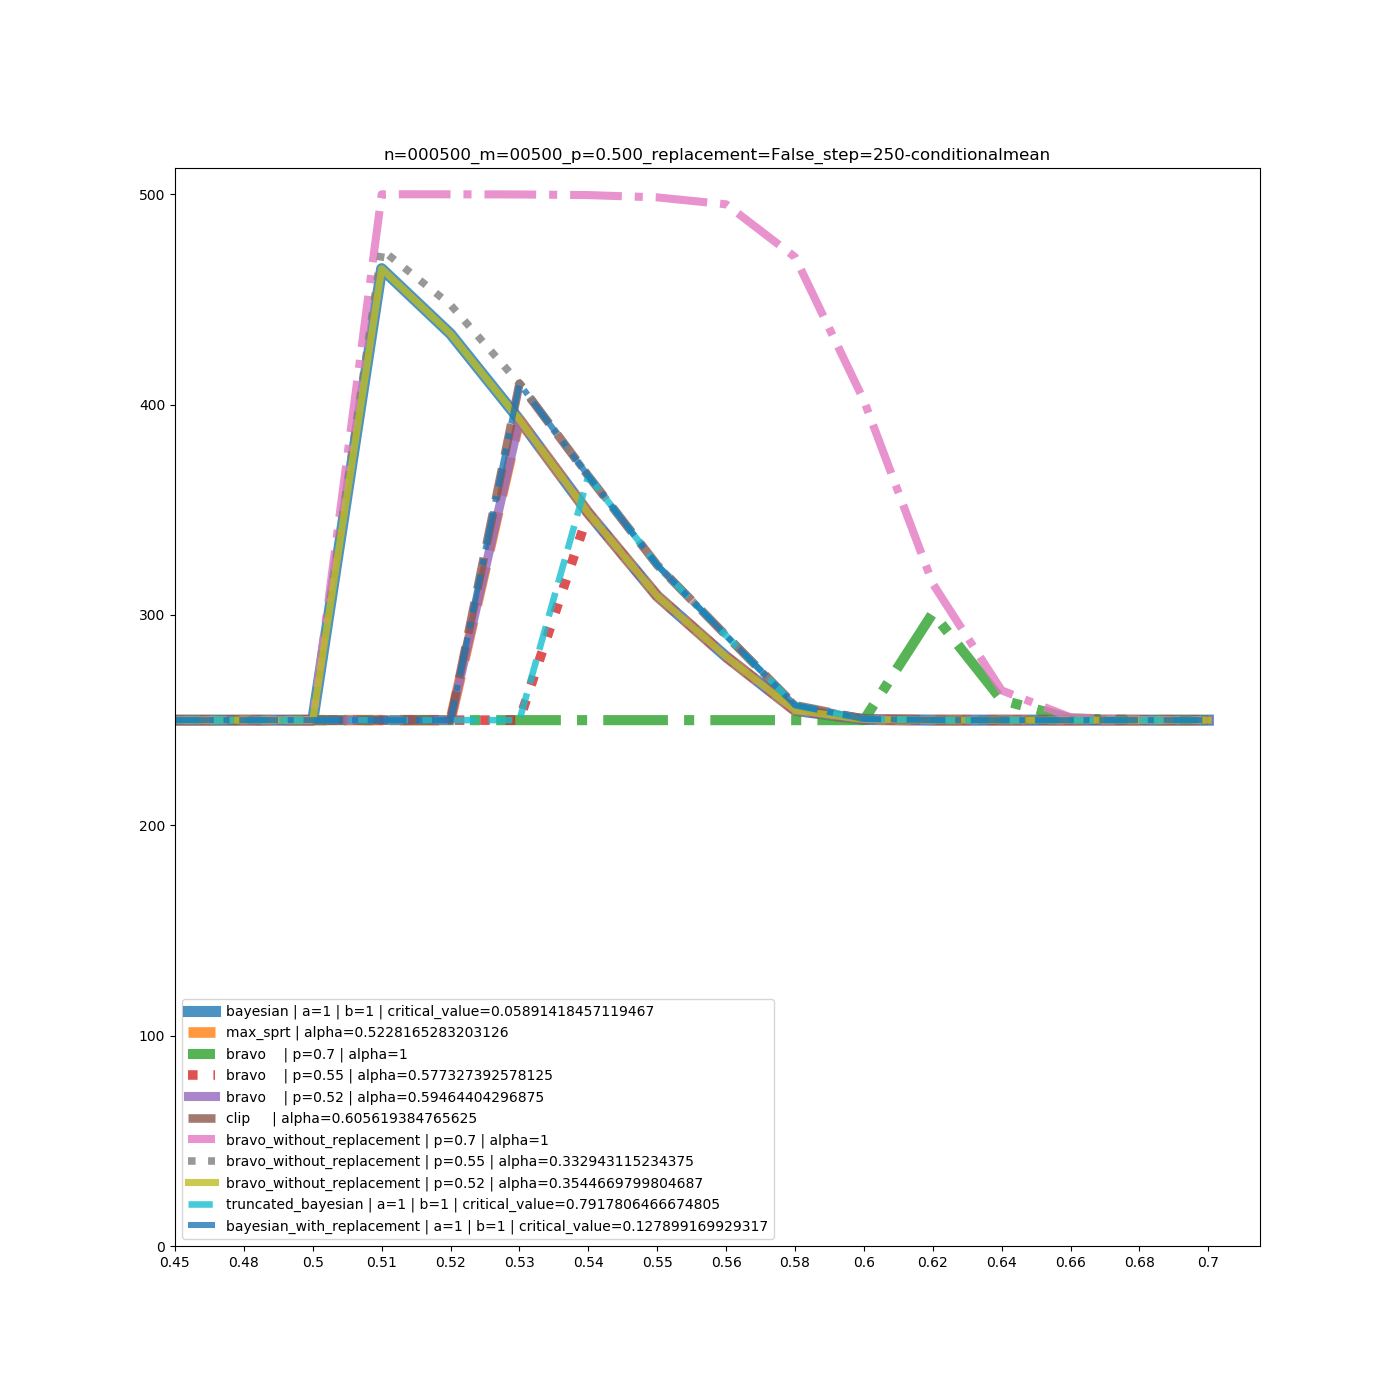 n=000500_m=00500_p=0.500_replacement=False_step=250-conditionalmean
500
400
300
200
100
0
bayesian | a=1 | b=1 | critical_value=0.05891418457119467
max_sprt | alpha=0.5228165283203126
bravo | p=0.7 | alpha=1
bravo | p=0.55 | alpha=0.577327392578125
bravo | p=0.52 | alpha=0.59464404296875
clip | alpha=0.605619384765625
bravo_without_replacement | p=0.7 | alpha=1
bravo_without_replacement | p=0.55 | alpha=0.332943115234375
bravo_without_replacement | p=0.52 | alpha=0.3544669799804687
truncated_bayesian | a=1 | b=1 | critical_value=0.7917806466674805
bayesian_with_replacement | a=1 | b=1 | critical_value=0.127899169929317
0.45 0.48 0.5 0.51 0.52 0.53 0.54 0.55 0.56 0.58 0.6 0.62 0.64 0.66 0.68 0.7